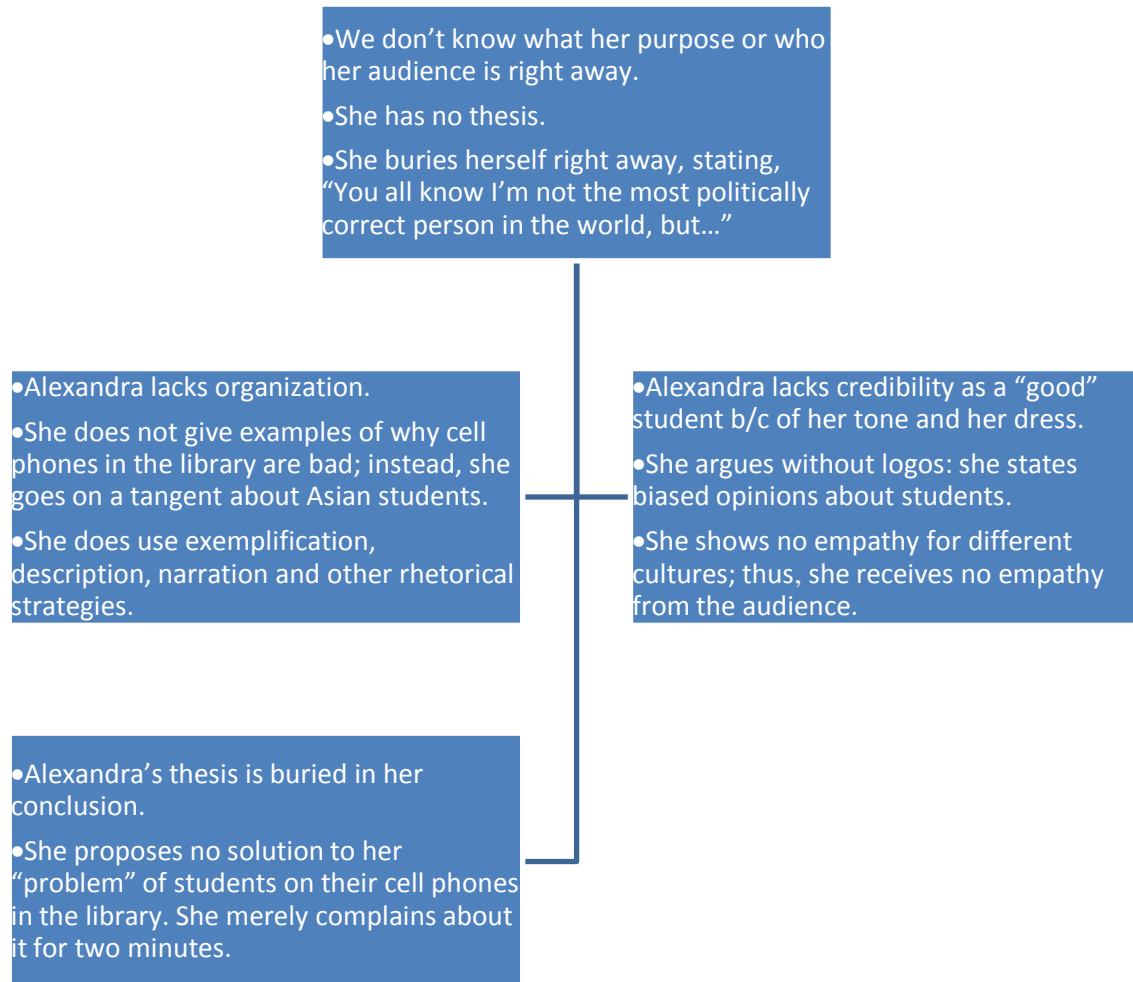 •We don’t know what her purpose or who
her audience is right away.
•She has no thesis.
•She buries herself right away, stating,
“You all know I’m not the most politically
correct person in the world, but…”
•Alexandra lacks organization.
•She does not give examples of why cell
phones in the library are bad; instead, she
goes on a tangent about Asian students.
•She does use exemplification,
description, narration and other rhetorical
strategies.
•Alexandra lacks credibility as a “good”
student b/c of her tone and her dress.
•She argues without logos: she states
biased opinions about students.
•She shows no empathy for different
cultures; thus, she receives no empathy
from the audience.
•Alexandra’s thesis is buried in her
conclusion.
•She proposes no solution to her
“problem” of students on their cell phones
in the library. She merely complains about
it for two minutes.